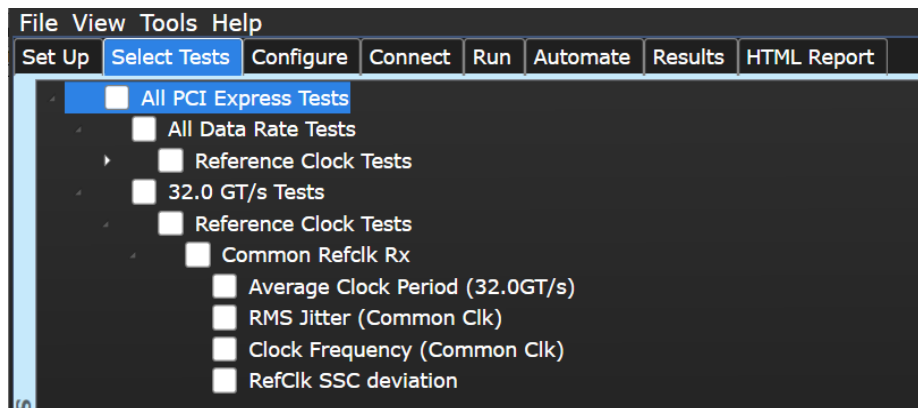 File View Tools Help
Set Up Select Tests Configure Connect Run Automate Results HTML Report
All PCI Express Tests
All Data Rate Tests
Reference Clock Tests
32.0 GT/s Tests
Reference Clock Tests
Common Refclk Rx
Average Clock Period (32.0GT/s)
RMS Jitter (Common Clk)
Clock Frequency (Common Clk)
RefClk SSC deviation